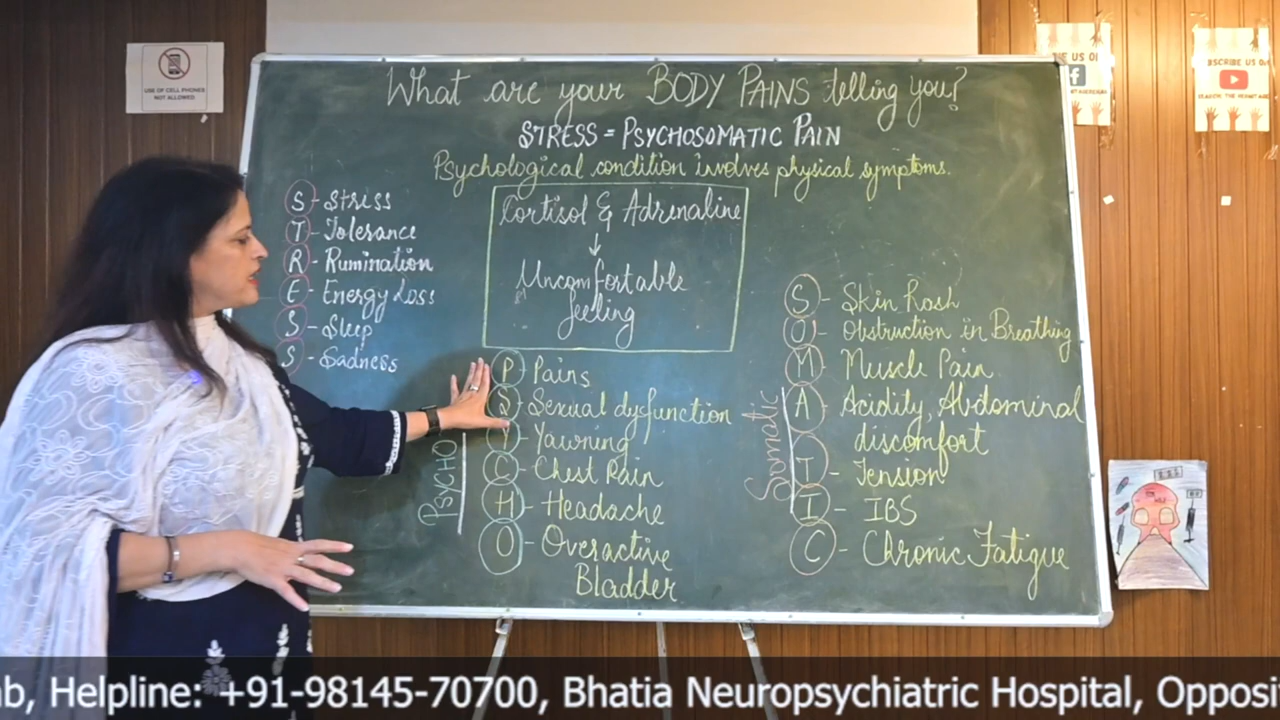 USE OF CELL PHONES
NOT ALLOWED
What are your BODY PAINS telling you?
STRESS = PSYCHOSOMATIC PAIN
Psychological condition involves physical symptoms.
S - Stress
T - Tolerance
R - Rumination
E - Energy Loss
S - Sleep
S - Sadness
Cortisol & Adrenaline
↓
Uncomfortable
feeling
PSYCHO
P - Pains
S - Sexual dysfunction
Y - Yawning
C - Chest Pain
H - Headache
O - Overactive
Bladder
Somatic
S - Skin Rash
O - Obstruction in Breathing
M - Muscle Pain
A - Acidity, Abdominal
discomfort
T - Tension
I - IBS
C - Chronic Fatigue
US O
f
, Helpline: +91-98145-70700, Bhatia Neuropsychiatric Hospital, Opposi